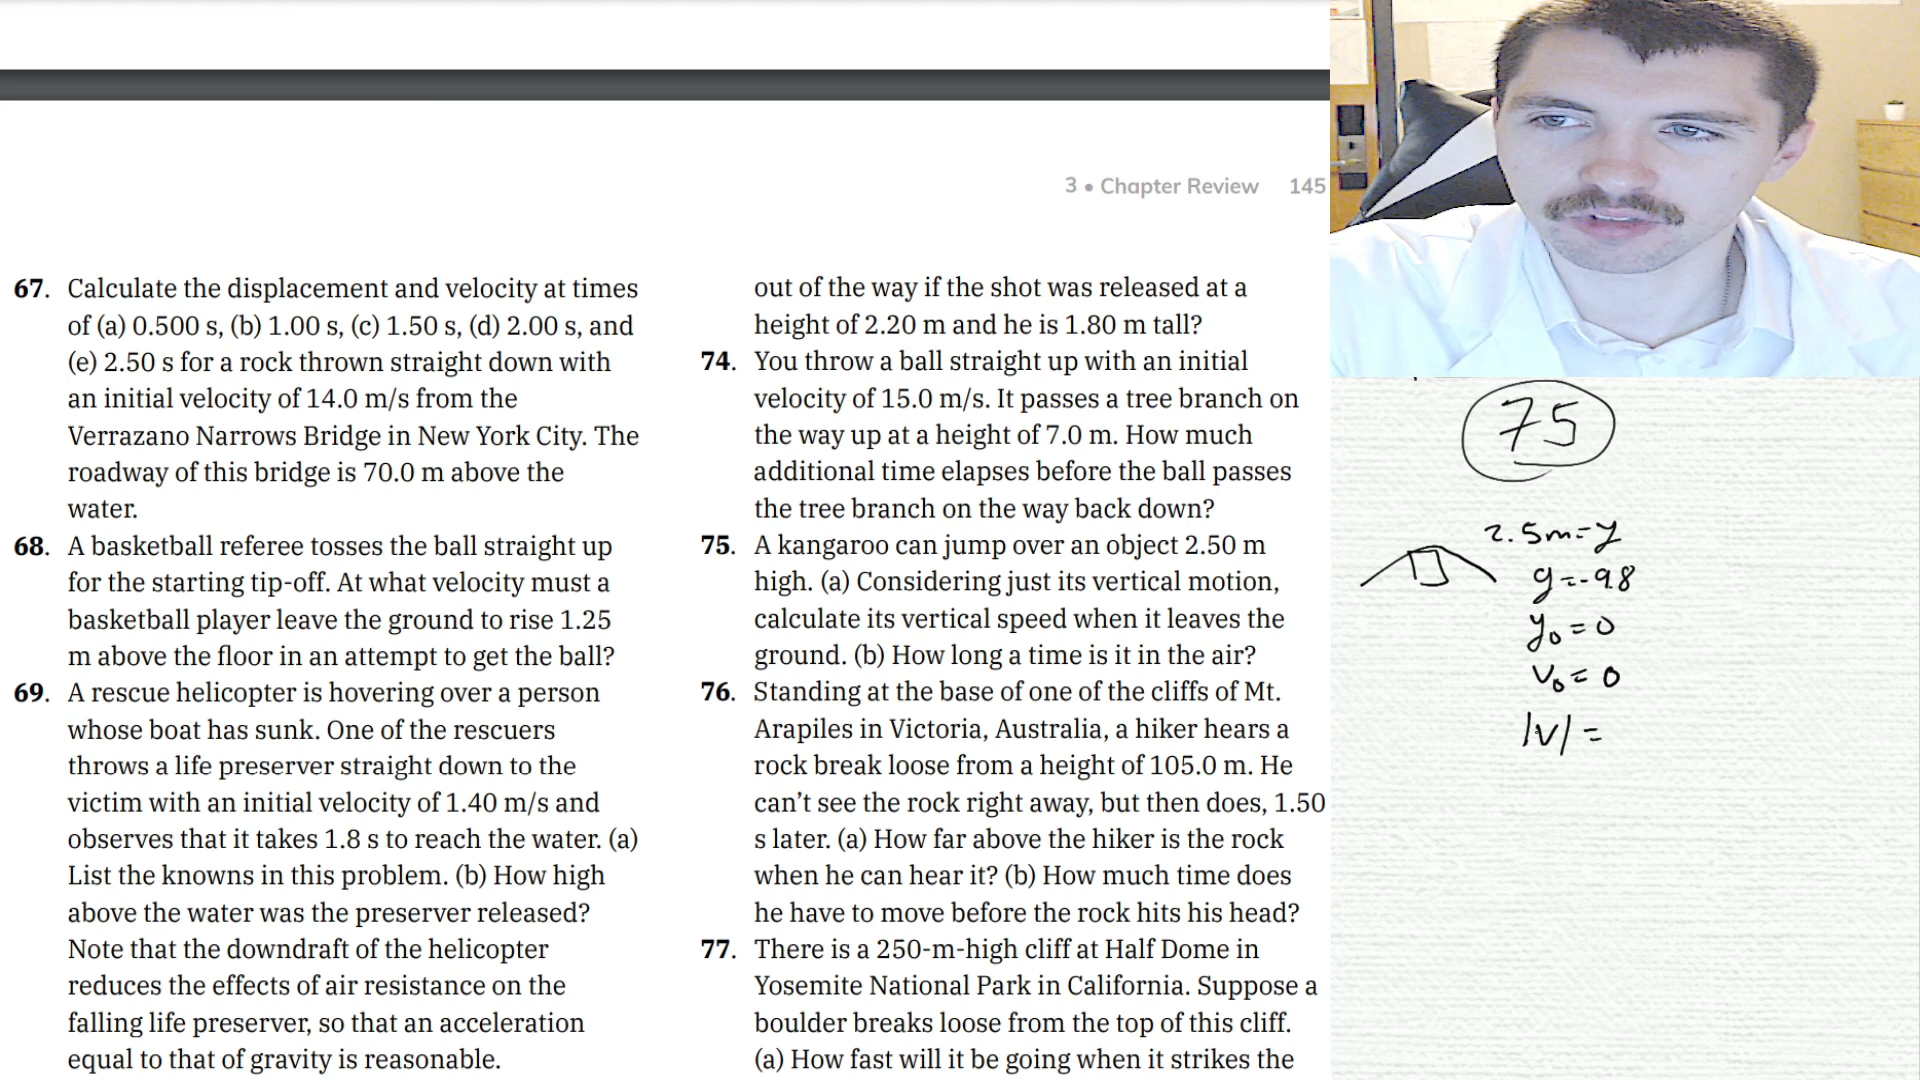 3 • Chapter Review 145
67. Calculate the displacement and velocity at times
of (a) 0.500 s, (b) 1.00 s, (c) 1.50 s, (d) 2.00 s, and
(e) 2.50 s for a rock thrown straight down with
an initial velocity of 14.0 m/s from the
Verrazano Narrows Bridge in New York City. The
roadway of this bridge is 70.0 m above the
water.
68. A basketball referee tosses the ball straight up
for the starting tip-off. At what velocity must a
basketball player leave the ground to rise 1.25
m above the floor in an attempt to get the ball?
69. A rescue helicopter is hovering over a person
whose boat has sunk. One of the rescuers
throws a life preserver straight down to the
victim with an initial velocity of 1.40 m/s and
observes that it takes 1.8 s to reach the water. (a)
List the knowns in this problem. (b) How high
above the water was the preserver released?
Note that the downdraft of the helicopter
reduces the effects of air resistance on the
falling life preserver, so that an acceleration
equal to that of gravity is reasonable.
out of the way if the shot was released at a
height of 2.20 m and he is 1.80 m tall?
74. You throw a ball straight up with an initial
velocity of 15.0 m/s. It passes a tree branch on
the way up at a height of 7.0 m. How much
additional time elapses before the ball passes
the tree branch on the way back down?
75. A kangaroo can jump over an object 2.50 m
high. (a) Considering just its vertical motion,
calculate its vertical speed when it leaves the
ground. (b) How long a time is it in the air?
76. Standing at the base of one of the cliffs of Mt.
Arapiles in Victoria, Australia, a hiker hears a
rock break loose from a height of 105.0 m. He
can’t see the rock right away, but then does, 1.50
s later. (a) How far above the hiker is the rock
when he can hear it? (b) How much time does
he have to move before the rock hits his head?
77. There is a 250-m-high cliff at Half Dome in
Yosemite National Park in California. Suppose a
boulder breaks loose from the top of this cliff.
(a) How fast will it be going when it strikes the
75
2.5m=y
g=-9.8
y₀=0
v₀=0
|v|=